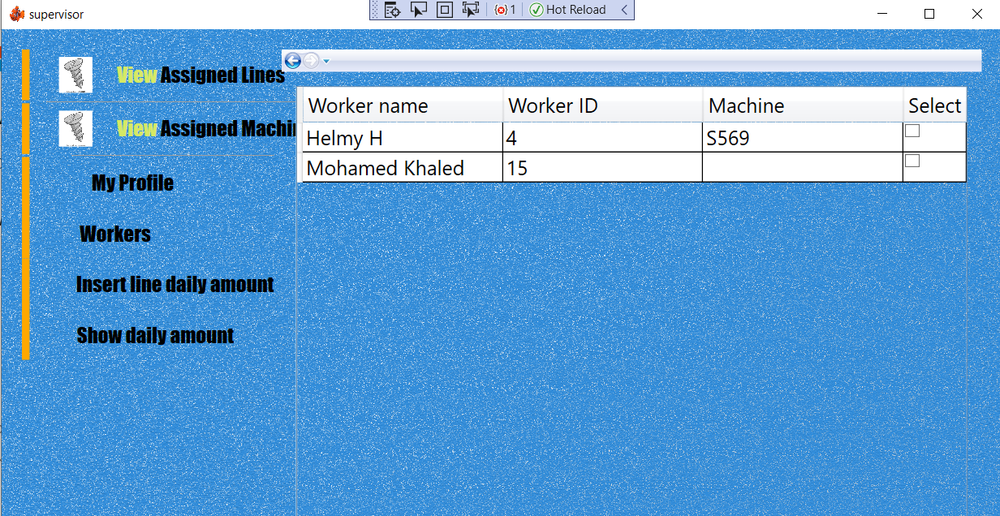 supervisor
1
Hot Reload
View Assigned Lines
View Assigned Machi
My Profile
Workers
Insert line daily amount
Show daily amount
Worker name Worker ID Machine Select
Helmy H 4 S569
Mohamed Khaled 15